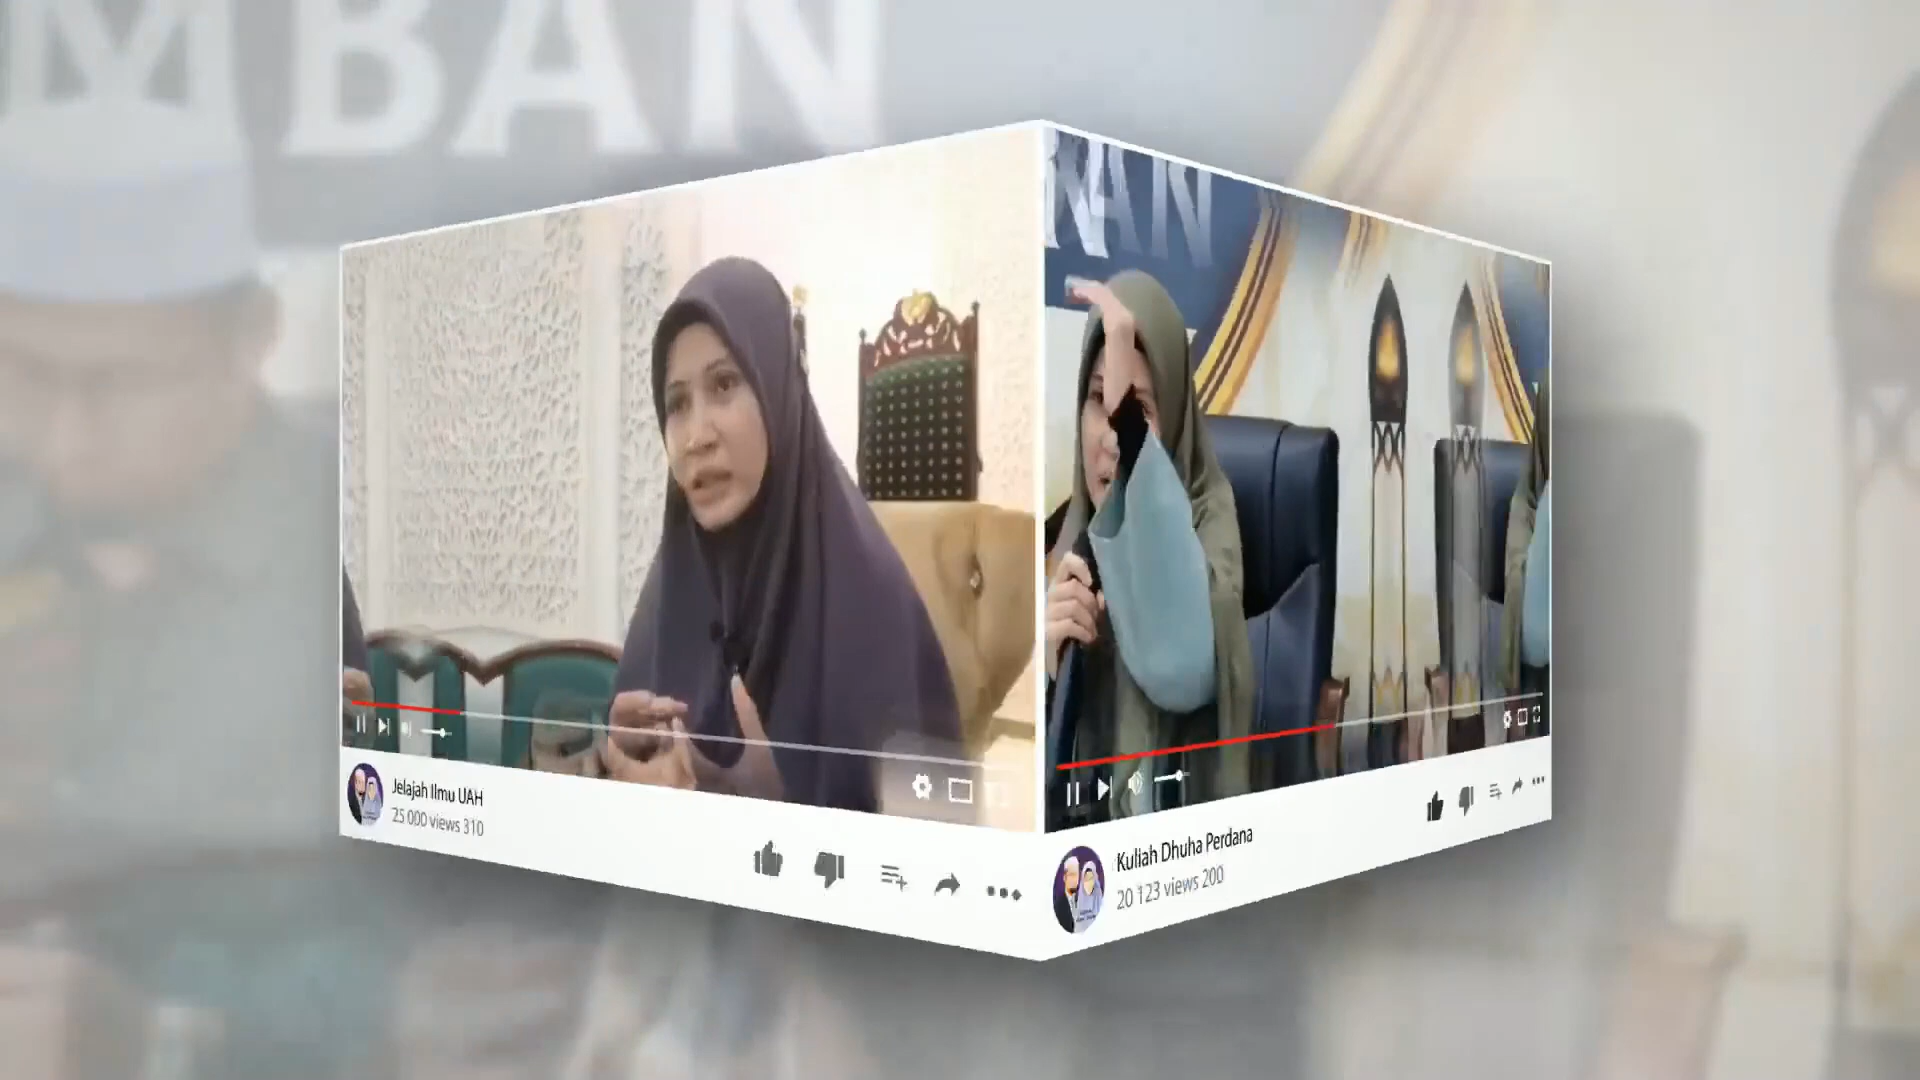 MBAN
Jelajah Ilmu UAH
25 000 views 310
Kuliah Dhuha Perdana
20 123 views 200